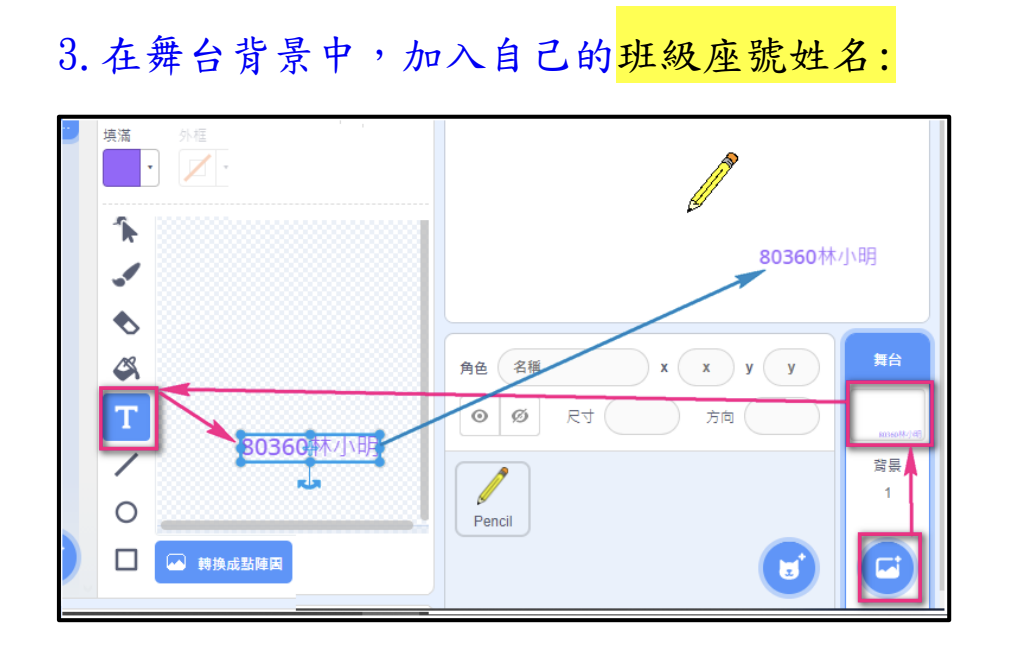 3.在舞台背景中，加入自己的班級座號姓名:
填滿 外框
80360林小明
角色 名稱 x x y y
舞台
尺寸 方向
T
80360林小明
80360林小明
背景
1
Pencil
轉換成點陣圖